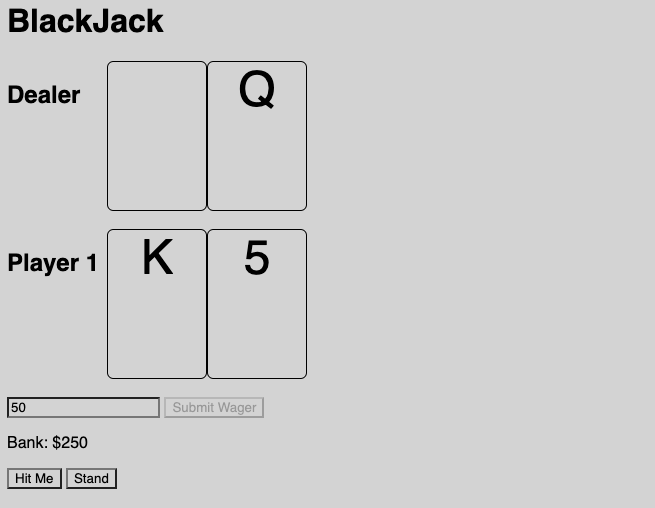 BlackJack
Dealer
Q
Player 1
K 5
50 Submit Wager
Bank: $250
Hit Me Stand